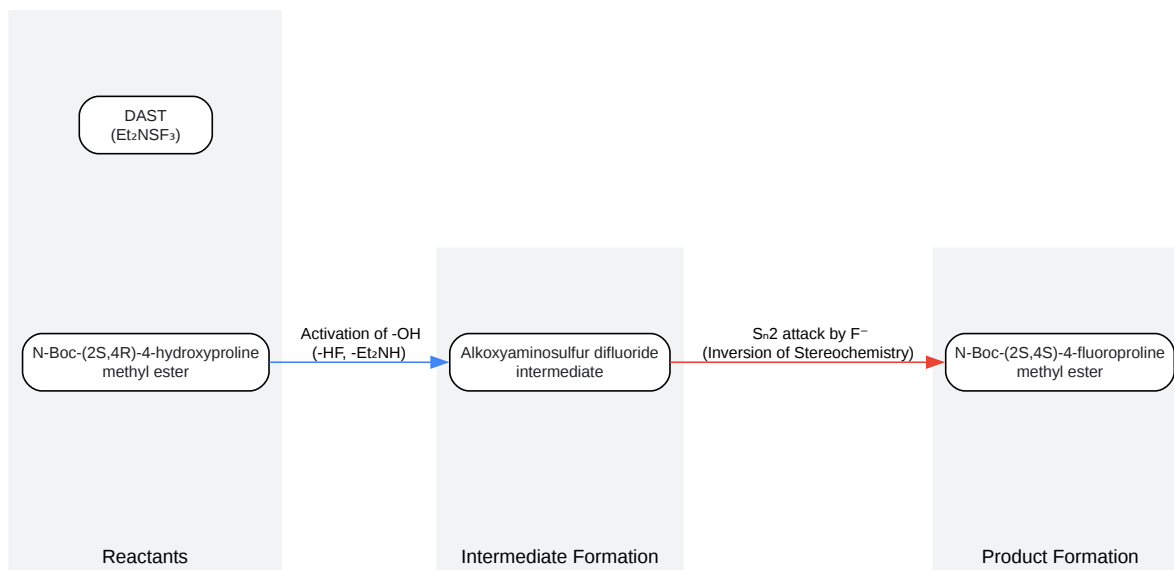 DAST
(Et₂NSF₃)
N-Boc-(2S,4R)-4-hydroxyproline
methyl ester
Activation of -OH
(-HF, -Et₂NH)
Alkoxyaminosulfur difluoride
intermediate
Sₙ2 attack by F⁻
(Inversion of Stereochemistry)
N-Boc-(2S,4S)-4-fluoroproline
methyl ester
Reactants
Intermediate Formation
Product Formation